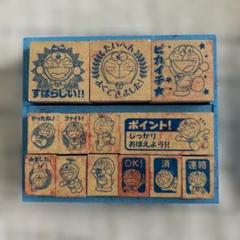 すばらしい!!
たいへん
よくできました
ピカイチ★
やったね♪
ファイト!
ポイント!
しっかり
おぼえよう!!
みました。
OK!
済
連絡